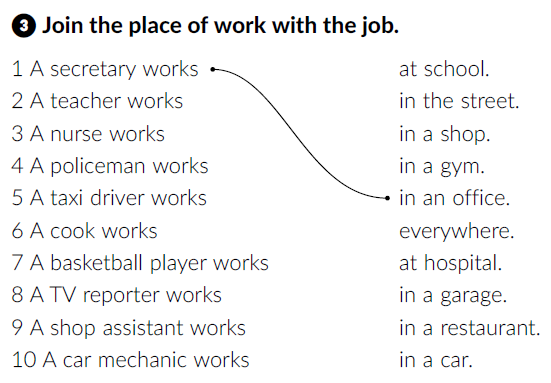 3 Join the place of work with the job.
1 A secretary works at school.
2 A teacher works in the street.
3 A nurse works in a shop.
4 A policeman works in a gym.
5 A taxi driver works in an office.
6 A cook works everywhere.
7 A basketball player works at hospital.
8 A TV reporter works in a garage.
9 A shop assistant works in a restaurant.
10 A car mechanic works in a car.